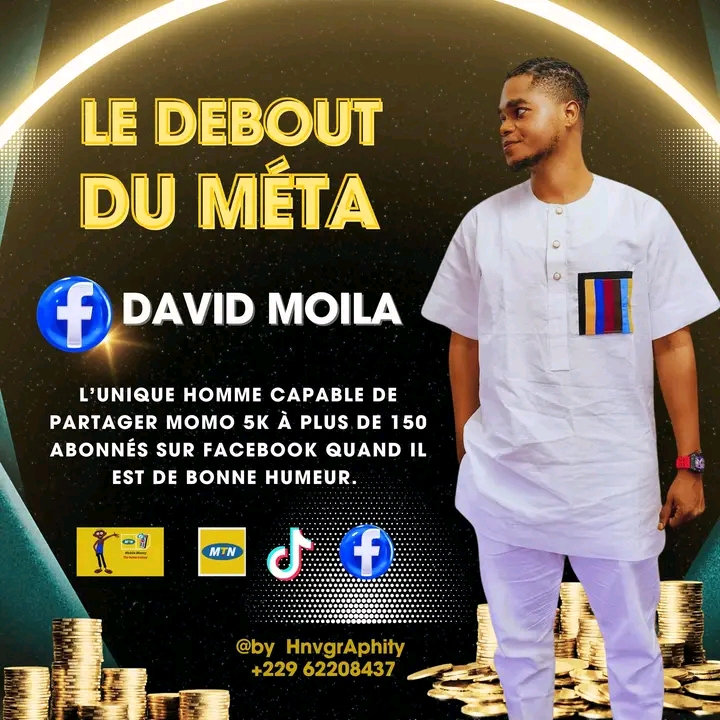 LE DEBOUT
DU MÉTA
f DAVID MOILA
L’UNIQUE HOMME CAPABLE DE
PARTAGER MOMO 5K À PLUS DE 150
ABONNÉS SUR FACEBOOK QUAND IL
EST DE BONNE HUMEUR.
MTN
f
@by HnvgrAphity
+229 62208437